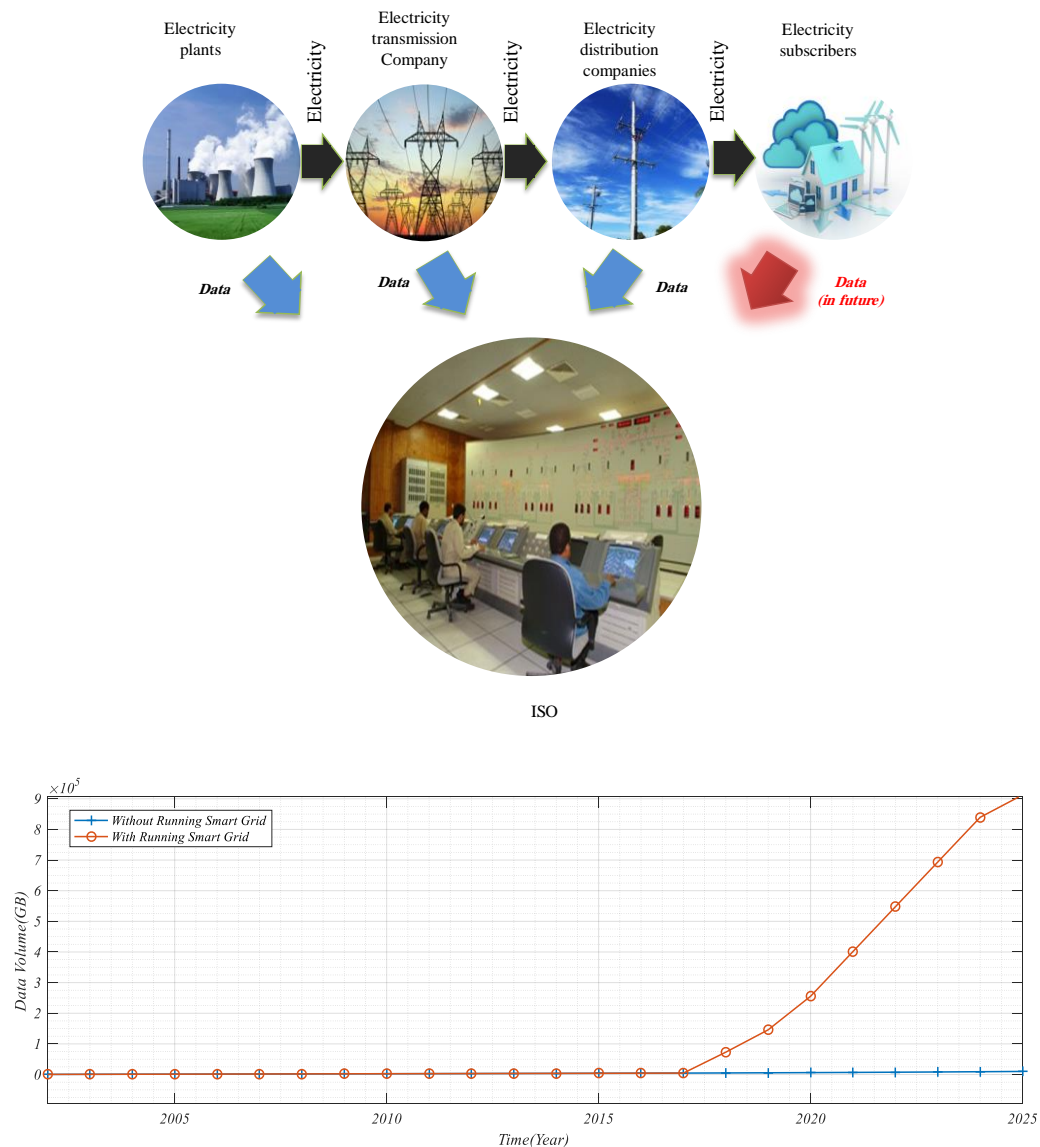 Electricity
plants
Electricity
Electricity
transmission
Company
Electricity
Electricity
distribution
companies
Electricity
Electricity
subscribers
Data
Data
Data
Data
(in future)
ISO
×10⁵
9
8
7
6
5
4
3
2
1
0
Data Volume(GB)
Without Running Smart Grid
With Running Smart Grid
2005
2010
2015
2020
2025
Time(Year)